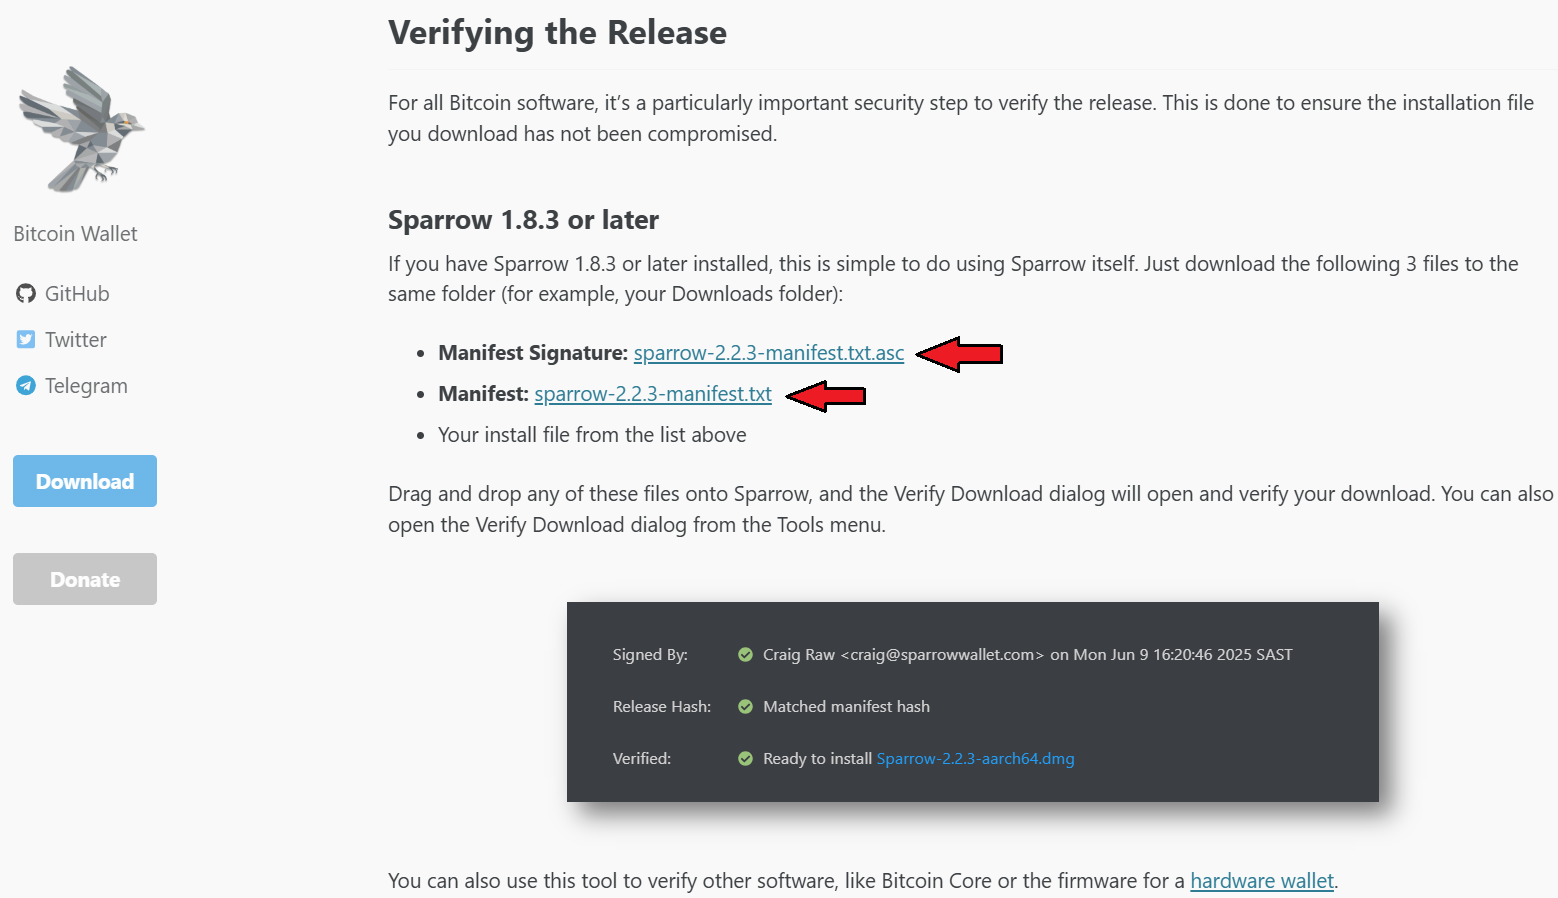 Verifying the Release
For all Bitcoin software, it’s a particularly important security step to verify the release. This is done to ensure the installation file
you download has not been compromised.
Bitcoin Wallet
GitHub
Twitter
Telegram
Download
Donate
Sparrow 1.8.3 or later
If you have Sparrow 1.8.3 or later installed, this is simple to do using Sparrow itself. Just download the following 3 files to the
same folder (for example, your Downloads folder):
• Manifest Signature: sparrow-2.2.3-manifest.txt.asc
• Manifest: sparrow-2.2.3-manifest.txt
• Your install file from the list above
Drag and drop any of these files onto Sparrow, and the Verify Download dialog will open and verify your download. You can also
open the Verify Download dialog from the Tools menu.
Signed By: Craig Raw <craig@sparrowwallet.com> on Mon Jun 9 16:20:46 2025 SAST
Release Hash: Matched manifest hash
Verified: Ready to install Sparrow-2.2.3-aarch64.dmg
You can also use this tool to verify other software, like Bitcoin Core or the firmware for a hardware wallet.